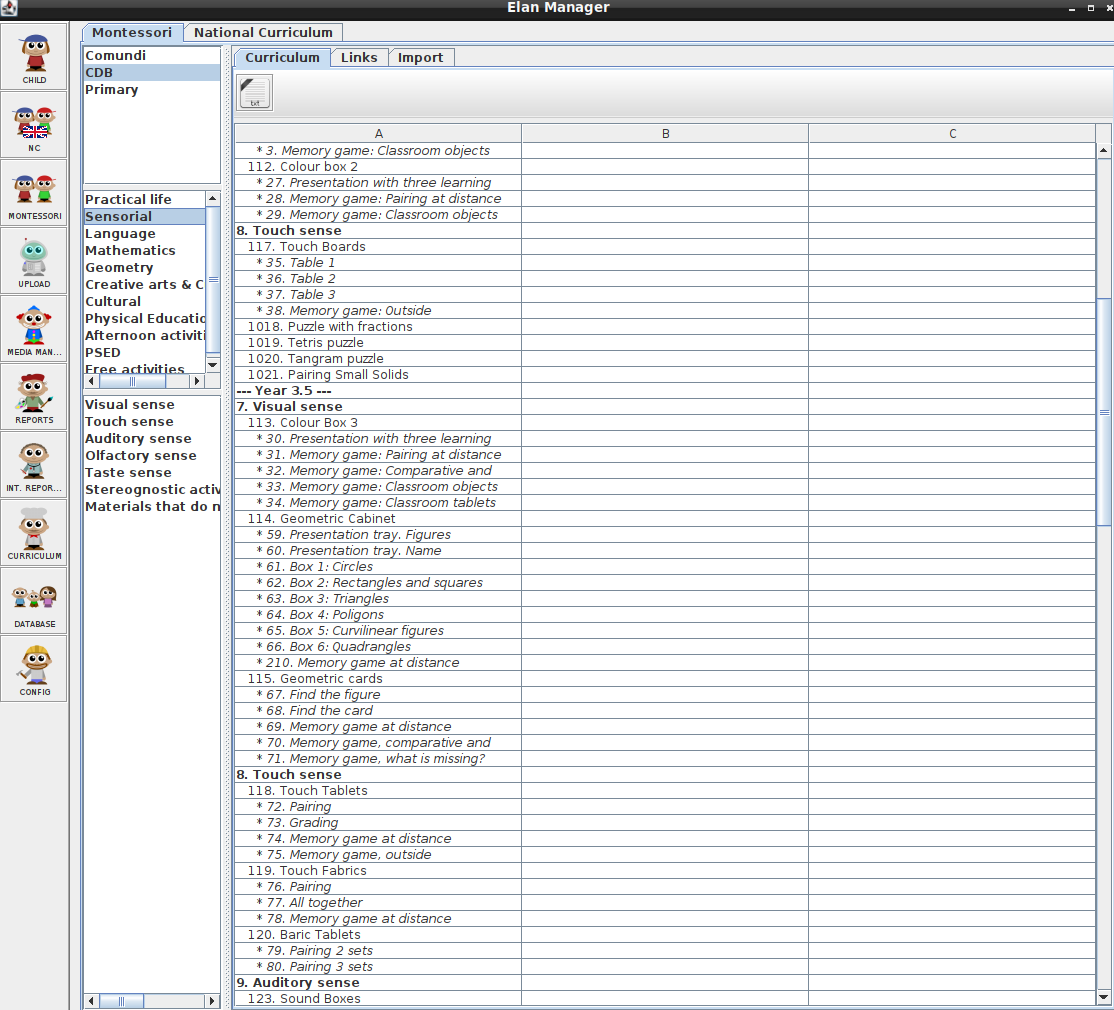 Elan Manager
CHILD
NC
MONTESSORI
UPLOAD
MEDIA MAN...
REPORTS
INT. REPOR...
CURRICULUM
DATABASE
CONFIG
Montessori
National Curriculum
Comundi
CDB
Primary
Practical life
Sensorial
Language
Mathematics
Geometry
Creative arts & C
Cultural
Physical Educatio
Afternoon activiti
PSED
Free activities
Visual sense
Touch sense
Auditory sense
Olfactory sense
Taste sense
Stereognostic activ
Materials that do n
Curriculum
Links
Import
txt
A B C
* 3. Memory game: Classroom objects
112. Colour box 2
* 27. Presentation with three learning
* 28. Memory game: Pairing at distance
* 29. Memory game: Classroom objects
8. Touch sense
117. Touch Boards
* 35. Table 1
* 36. Table 2
* 37. Table 3
* 38. Memory game: Outside
1018. Puzzle with fractions
1019. Tetris puzzle
1020. Tangram puzzle
1021. Pairing Small Solids
--- Year 3.5 ---
7. Visual sense
113. Colour Box 3
* 30. Presentation with three learning
* 31. Memory game: Pairing at distance
* 32. Memory game: Comparative and
* 33. Memory game: Classroom objects
* 34. Memory game: Classroom tablets
114. Geometric Cabinet
* 59. Presentation tray. Figures
* 60. Presentation tray. Name
* 61. Box 1: Circles
* 62. Box 2: Rectangles and squares
* 63. Box 3: Triangles
* 64. Box 4: Poligons
* 65. Box 5: Curvilinear figures
* 66. Box 6: Quadrangles
* 210. Memory game at distance
115. Geometric cards
* 67. Find the figure
* 68. Find the card
* 69. Memory game at distance
* 70. Memory game, comparative and
* 71. Memory game, what is missing?
8. Touch sense
118. Touch Tablets
* 72. Pairing
* 73. Grading
* 74. Memory game at distance
* 75. Memory game, outside
119. Touch Fabrics
* 76. Pairing
* 77. All together
* 78. Memory game at distance
120. Baric Tablets
* 79. Pairing 2 sets
* 80. Pairing 3 sets
9. Auditory sense
123. Sound Boxes